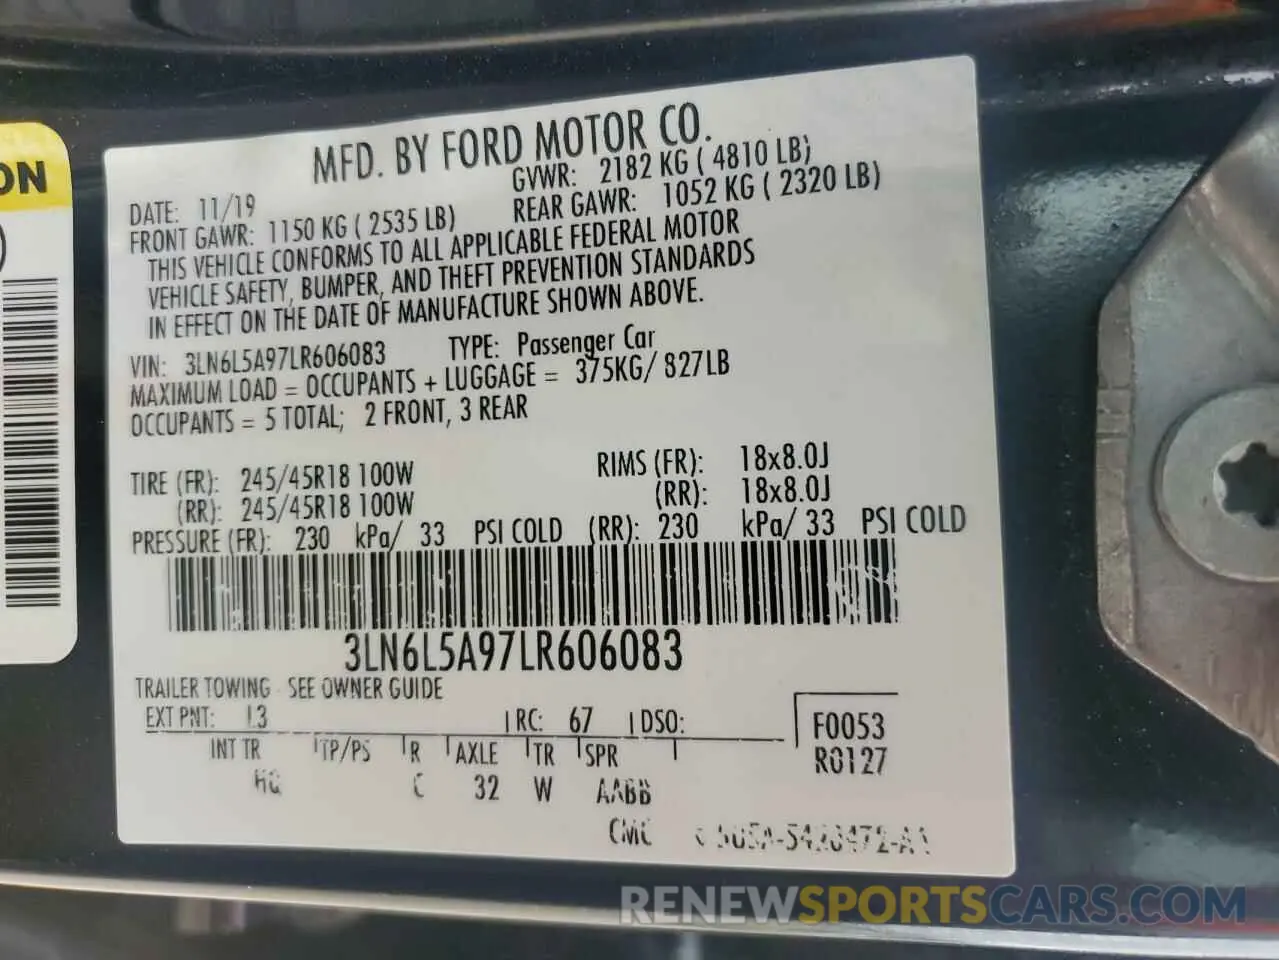 ON
MFD. BY FORD MOTOR CO.
DATE: 11/19 GVWR: 2182 KG ( 4810 LB)
FRONT GAWR: 1150 KG ( 2535 LB) REAR GAWR: 1052 KG ( 2320 LB)
THIS VEHICLE CONFORMS TO ALL APPLICABLE FEDERAL MOTOR
VEHICLE SAFETY, BUMPER, AND THEFT PREVENTION STANDARDS
IN EFFECT ON THE DATE OF MANUFACTURE SHOWN ABOVE.
VIN: 3LN6L5A97LR606083 TYPE: Passenger Car
MAXIMUM LOAD = OCCUPANTS + LUGGAGE = 375KG/ 827LB
OCCUPANTS = 5 TOTAL; 2 FRONT, 3 REAR
TIRE (FR): 245/45R18 100W RIMS (FR): 18x8.0J
(RR): 245/45R18 100W (RR): 18x8.0J
PRESSURE (FR): 230 kPa/ 33 PSI COLD (RR): 230 kPa/ 33 PSI COLD
3LN6L5A97LR606083
TRAILER TOWING - SEE OWNER GUIDE
EXT PNT: 13 RC: 67 DSO: F0053
INT TR TP/PS R AXLE TR SPR R0127
HQ C 32 W AABB
CMC
RENEWSPORTSCARS.COM